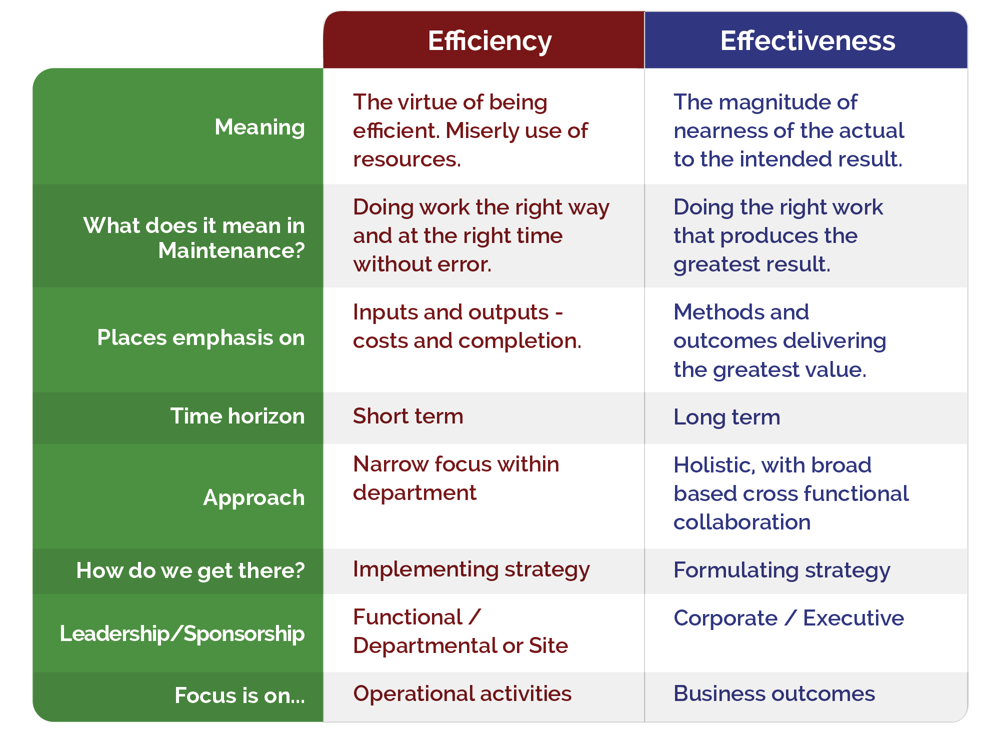 Efficiency
Effectiveness
Meaning
The virtue of being
efficient. Miserly use of
resources.
The magnitude of
nearness of the actual
to the intended result.
What does it mean in
Maintenance?
Doing work the right way
and at the right time
without error.
Doing the right work
that produces the
greatest result.
Places emphasis on
Inputs and outputs -
costs and completion.
Methods and
outcomes delivering
the greatest value.
Time horizon
Short term
Long term
Approach
Narrow focus within
department
Holistic, with broad
based cross functional
collaboration
How do we get there?
Implementing strategy
Formulating strategy
Leadership/Sponsorship
Functional /
Departmental or Site
Corporate / Executive
Focus is on...
Operational activities
Business outcomes